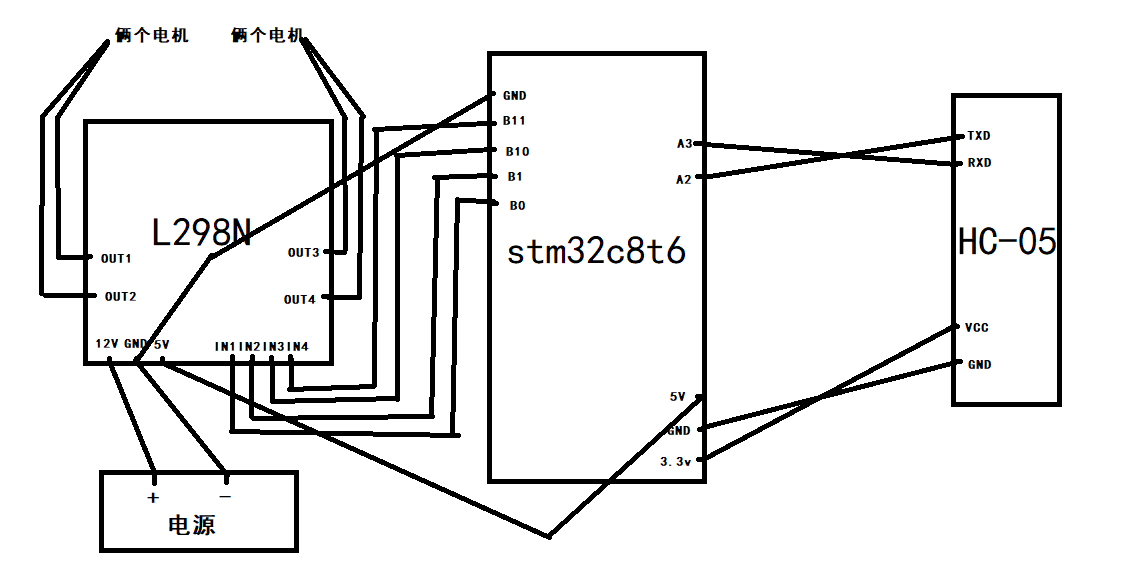 俩个电机
俩个电机
L298N
OUT1
OUT2
OUT3
OUT4
12V GND 5V
IN1 IN2 IN3 IN4
+ -
电源
stm32c8t6
GND
B11
B10
B1
B0
A3
A2
5V
GND
3.3v
HC-05
TXD
RXD
VCC
GND